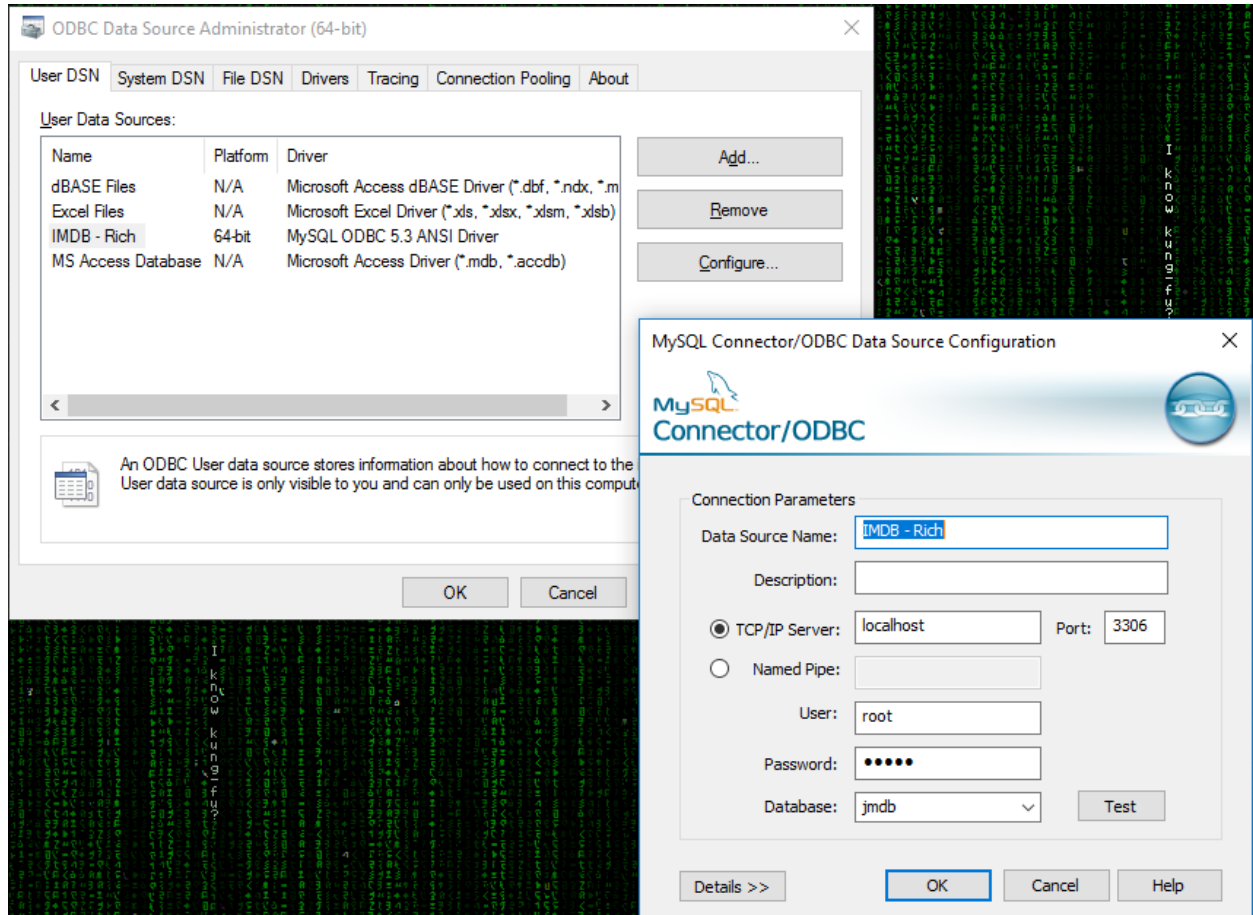 ODBC Data Source Administrator (64-bit)
User DSN System DSN File DSN Drivers Tracing Connection Pooling About
User Data Sources:
Name Platform Driver
dBASE Files N/A Microsoft Access dBASE Driver (*.dbf, *.ndx, *.m
Excel Files N/A Microsoft Excel Driver (*.xls, *.xlsx, *.xlsm, *.xlsb)
IMDB - Rich 64-bit MySQL ODBC 5.3 ANSI Driver
MS Access Database N/A Microsoft Access Driver (*.mdb, *.accdb)
Add...
Remove
Configure...
An ODBC User data source stores information about how to connect to the
User data source is only visible to you and can only be used on this compute
OK Cancel
MySQL Connector/ODBC Data Source Configuration
MySQL
Connector/ODBC
Connection Parameters
Data Source Name: IMDB - Rich
Description:
TCP/IP Server: localhost Port: 3306
Named Pipe:
User: root
Password: •••••
Database: jmdb Test
Details >> OK Cancel Help
I know kung-fu?
I know kung-fu?